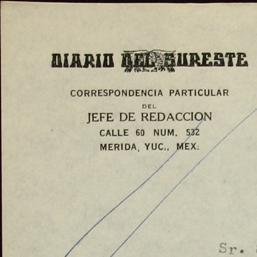 DIARIO DEL SURESTE
CORRESPONDENCIA PARTICULAR
DEL
JEFE DE REDACCION
CALLE 60 NUM. 532
MERIDA, YUC., MEX.
Sr.